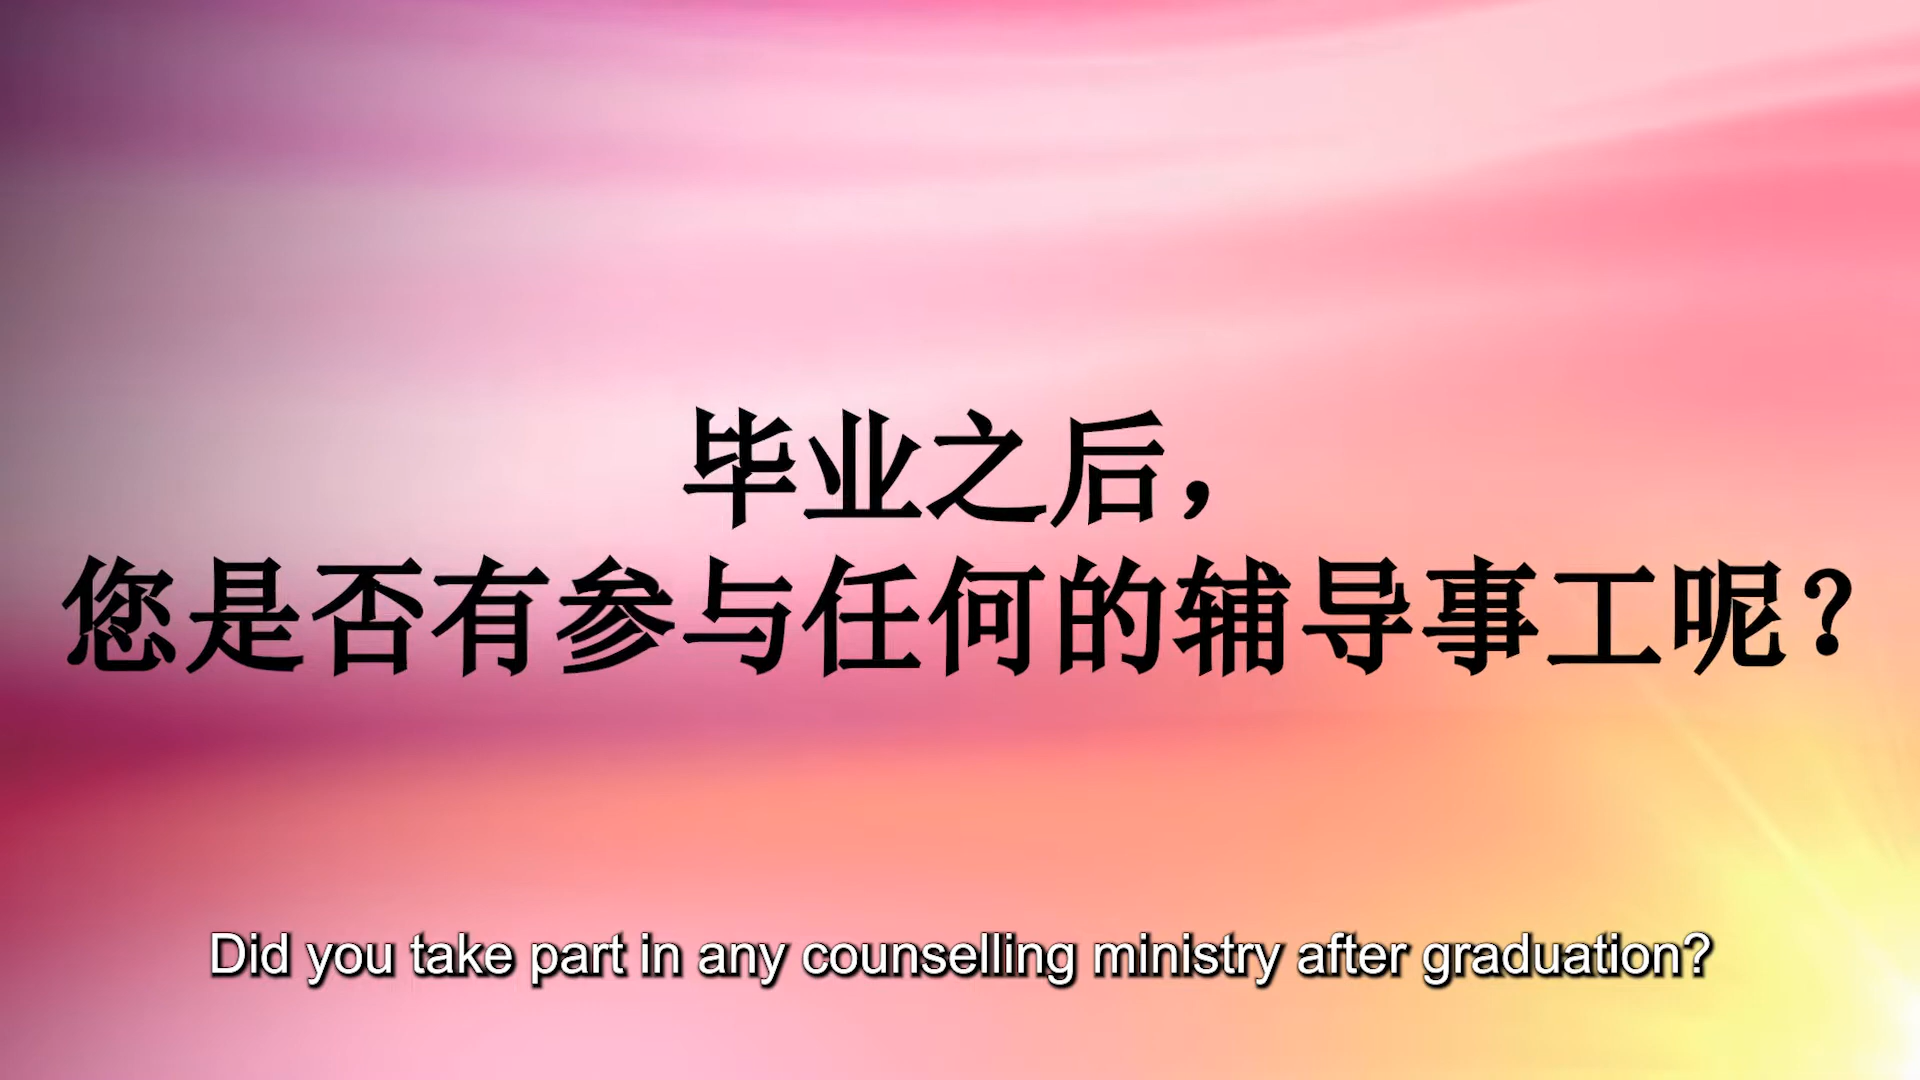 毕业之后，
您是否有参与任何的辅导事工呢？
Did you take part in any counselling ministry after graduation?